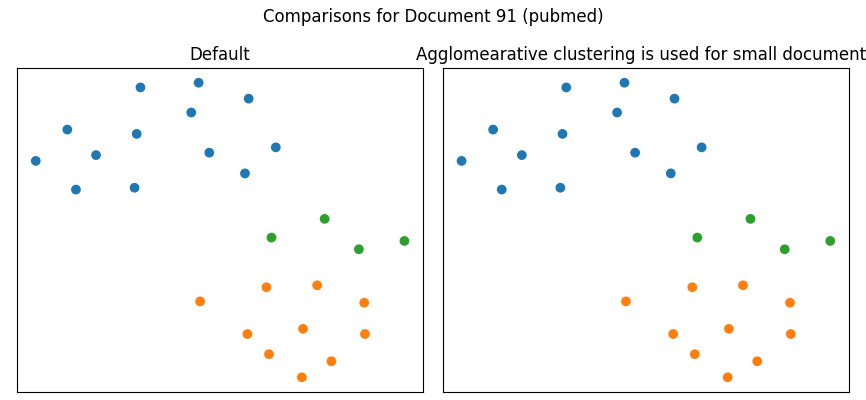 Comparisons for Document 91 (pubmed)
Default
Agglomearative clustering is used for small document